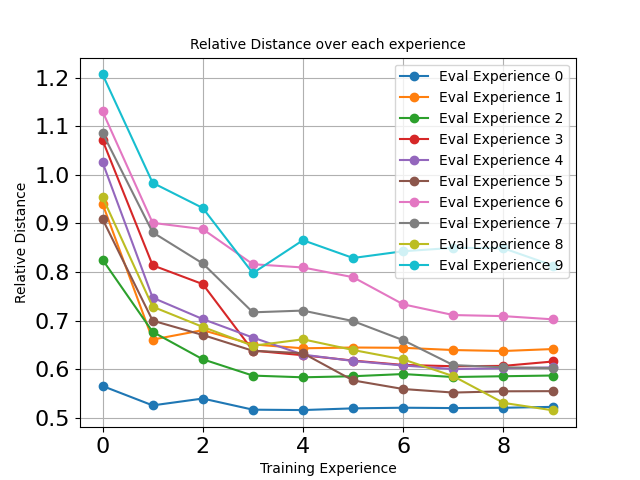 Relative Distance over each experience
Relative Distance
1.2
1.1
1.0
0.9
0.8
0.7
0.6
0.5
0
2
4
6
8
Training Experience
Eval Experience 0
Eval Experience 1
Eval Experience 2
Eval Experience 3
Eval Experience 4
Eval Experience 5
Eval Experience 6
Eval Experience 7
Eval Experience 8
Eval Experience 9